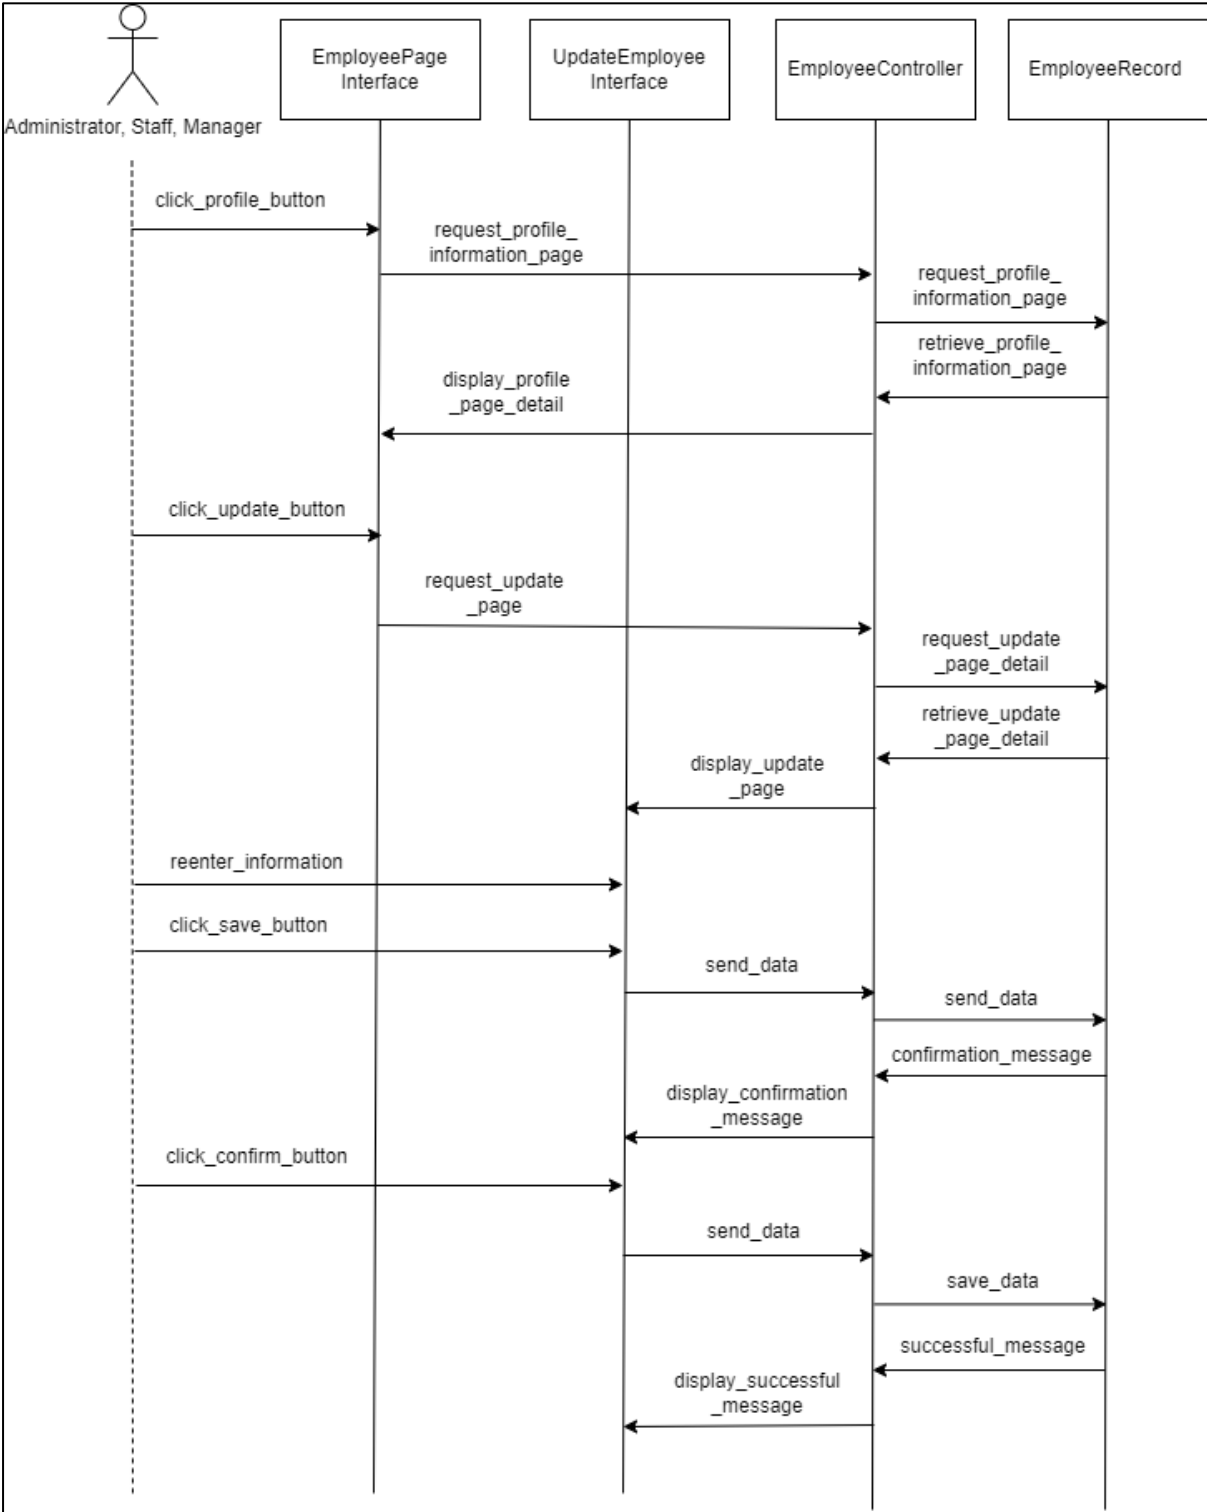 EmployeePage
Interface
UpdateEmployee
Interface
EmployeeController
EmployeeRecord
Administrator, Staff, Manager
click_profile_button
request_profile_
information_page
request_profile_
information_page
retrieve_profile_
information_page
display_profile
_page_detail
click_update_button
request_update
_page
request_update
_page_detail
retrieve_update
_page_detail
display_update
_page
reenter_information
click_save_button
send_data
send_data
confirmation_message
display_confirmation
_message
click_confirm_button
send_data
save_data
successful_message
display_successful
_message